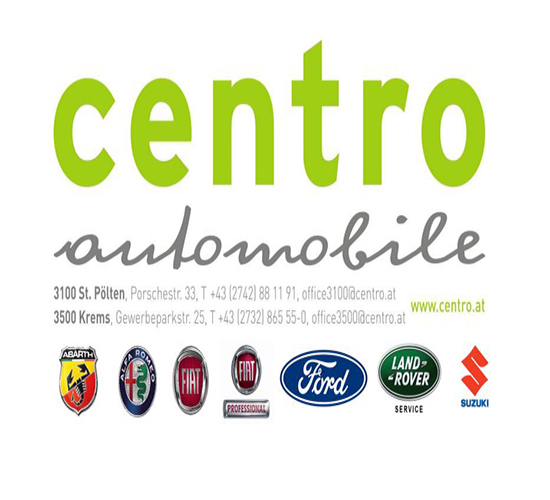 centro
automobile
3100 St. Pölten, Porschestr. 33, T +43 (2742) 88 11 91, office3100@centro.at
3500 Krems, Gewerbeparkstr. 25, T +43 (2732) 865 55-0, office3500@centro.at
www.centro.at
ABARTH
ALFA ROMEO
FIAT
FIAT
PROFESSIONAL
Ford
LAND-
ROVER
SERVICE
SUZUKI